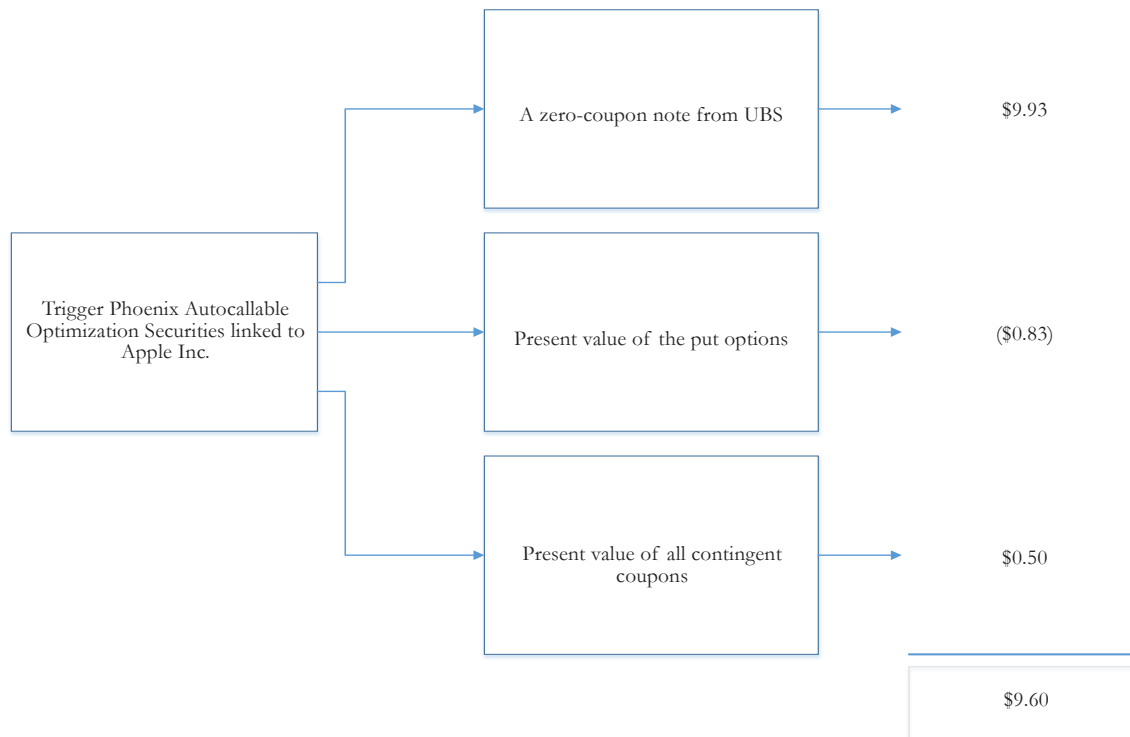 A zero-coupon note from UBS
$9.93
Trigger Phoenix Autocallable
Optimization Securities linked to
Apple Inc.
Present value of the put options
($0.83)
Present value of all contingent
coupons
$0.50
$9.60